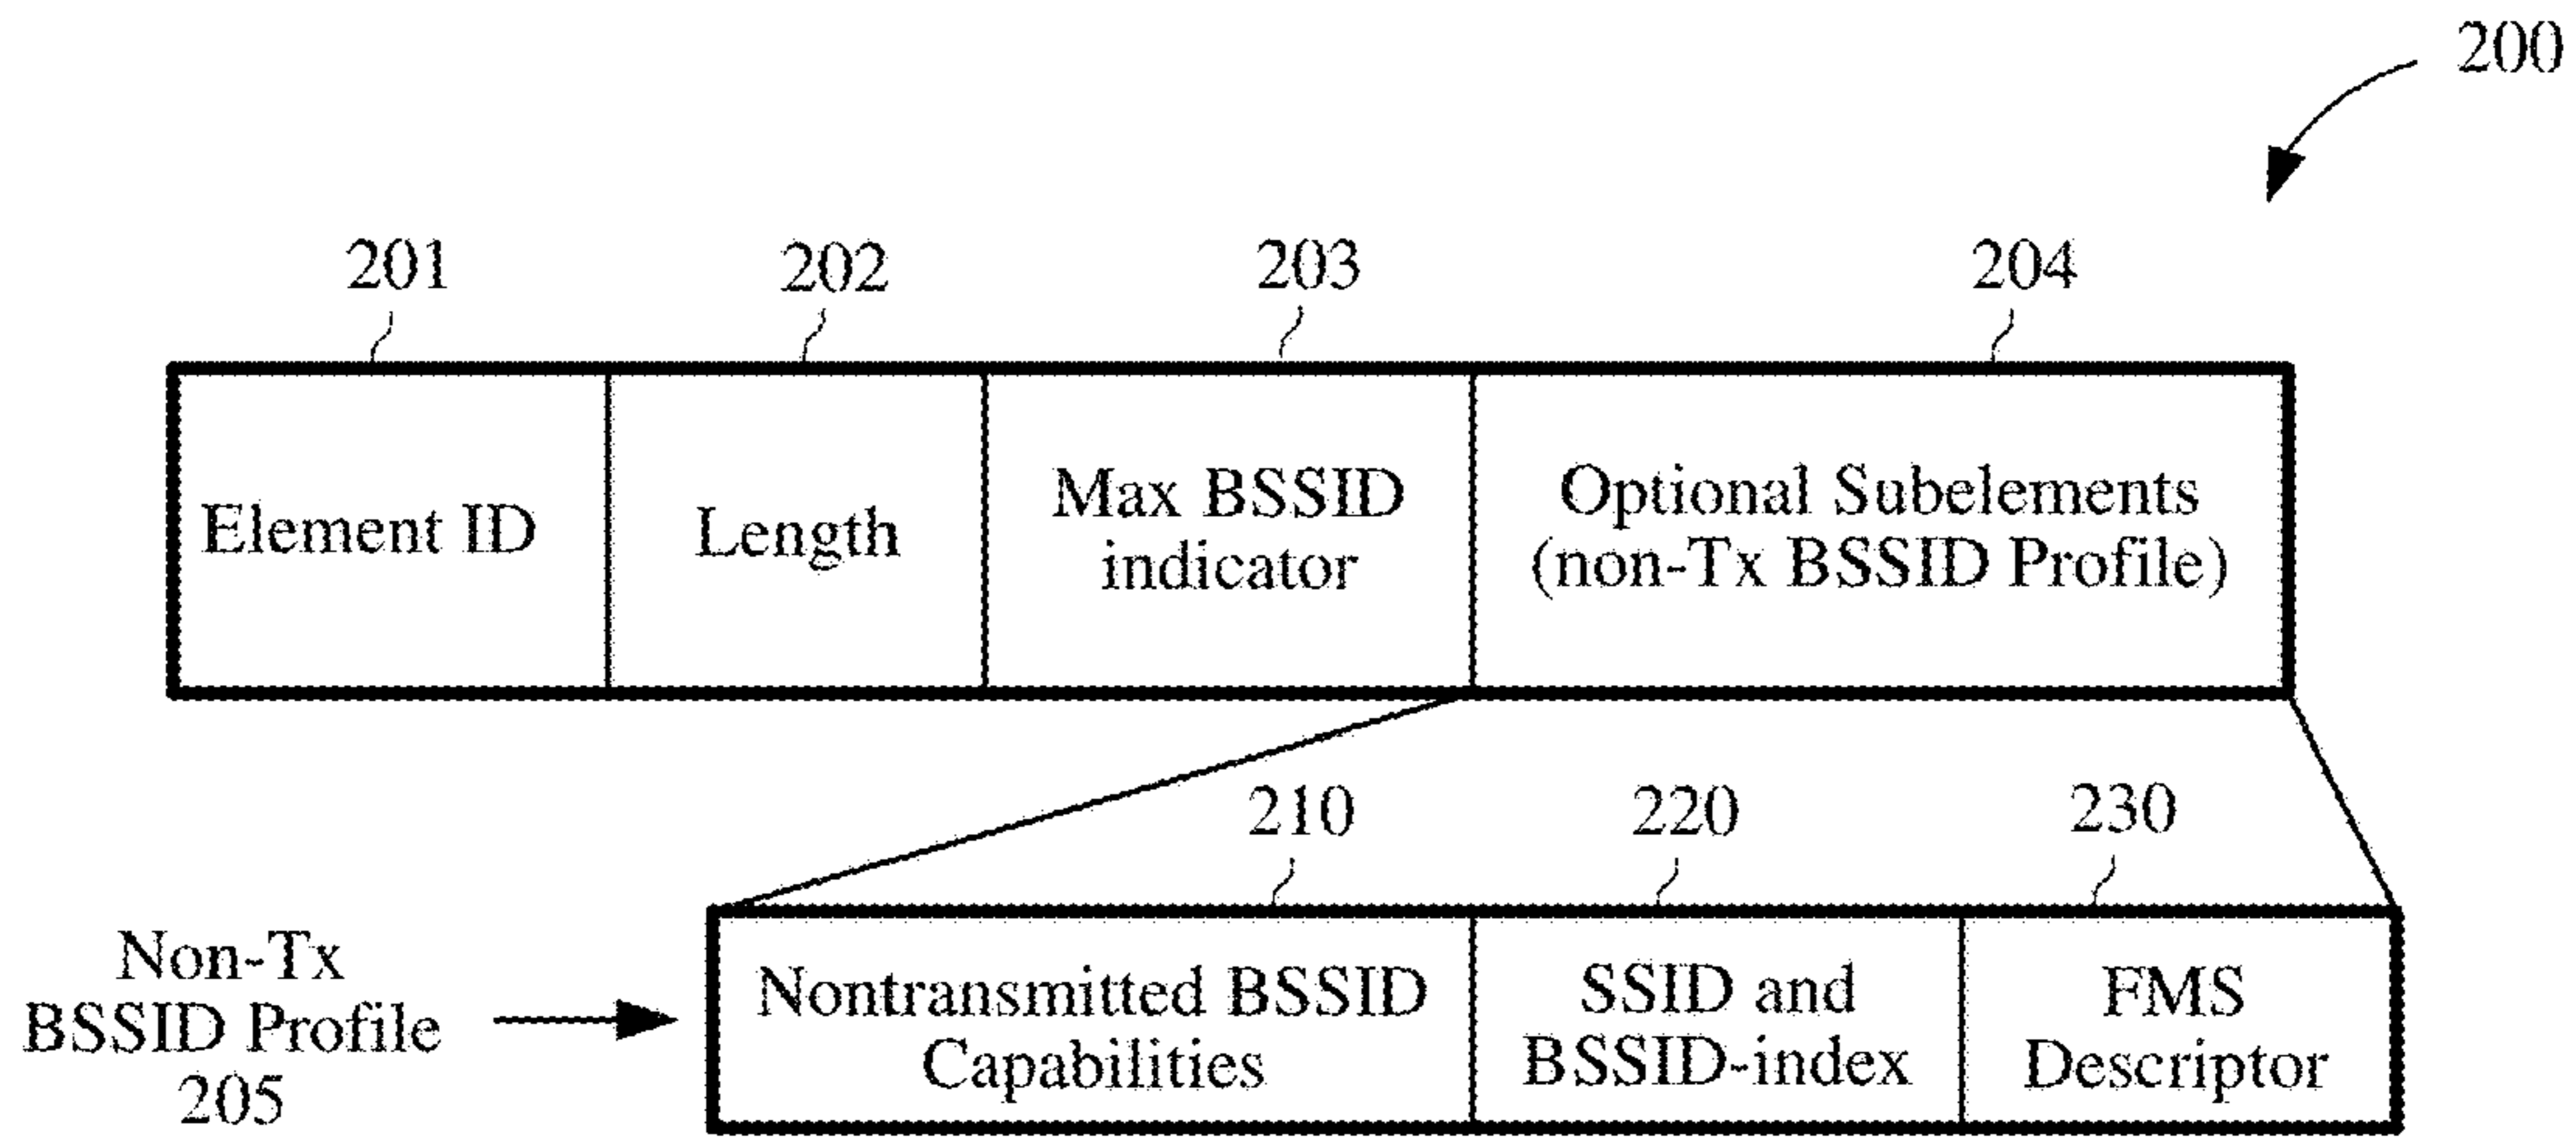 200
201
202
203
204
Element ID
Length
Max BSSID
indicator
Optional Subelements
(non-Tx BSSID Profile)
210
220
230
Non-Tx
BSSID Profile
205
Nontransmitted BSSID
Capabilities
SSID and
BSSID-index
FMS
Descriptor